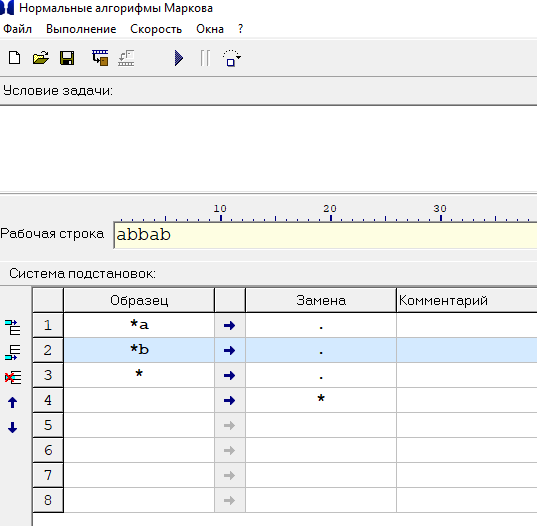 Нормальные алгорифмы Маркова
Файл Выполнение Скорость Окна ?
Условие задачи:
10 20 30
Рабочая строка abbab
Система подстановок:
Образец Замена Комментарий
1 *a → .
2 *b → .
3 * → .
4 → *
5 →
6 →
7 →
8 →